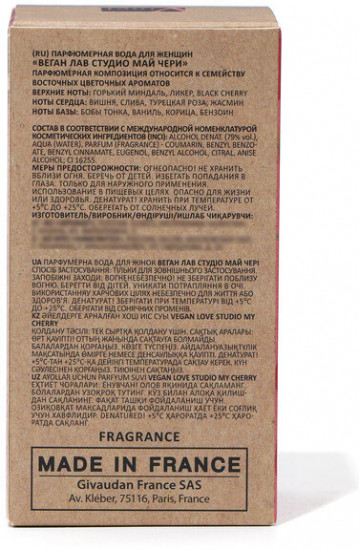 (RU) ПАРФЮМЕРНАЯ ВОДА ДЛЯ ЖЕНЩИН
«ВЕГАН ЛАВ СТУДИО МАЙ ЧЕРИ»
ПАРФЮМЕРНАЯ КОМПОЗИЦИЯ ОТНОСИТСЯ К СЕМЕЙСТВУ
ВОСТОЧНЫХ ЦВЕТОЧНЫХ АРОМАТОВ
ВЕРХНИЕ НОТЫ: ГОРЬКИЙ МИНДАЛЬ, ЛИКЕР, BLACK CHERRY
НОТЫ СЕРДЦА: ВИШНЯ, СЛИВА, ТУРЕЦКАЯ РОЗА, ЖАСМИН
НОТЫ БАЗЫ: БОБЫ ТОНКА, ВАНИЛЬ, КОРИЦА, БЕНЗОИН
СОСТАВ В СООТВЕТСТВИИ С МЕЖДУНАРОДНОЙ НОМЕНКЛАТУРОЙ
КОСМЕТИЧЕСКИХ ИНГРЕДИЕНТОВ (INCI): ALCOHOL DENAT. (79% vol.),
AQUA (WATER), PARFUM (FRAGRANCE) - COUMARIN, BENZYL BENZO-
ATE, BENZYL CINNAMATE, EUGENOL, BENZYL ALCOHOL, CITRAL, ANISE
ALCOHOL; CI 16255
МЕРЫ ПРЕДОСТОРОЖНОСТИ: ОГНЕОПАСНО! НЕ ХРАНИТЬ
ВБЛИЗИ ОГНЯ. БЕРЕЧЬ ОТ ДЕТЕЙ. ИЗБЕГАТЬ ПОПАДАНИЯ В
ГЛАЗА. ТОЛЬКО ДЛЯ НАРУЖНОГО ПРИМЕНЕНИЯ.
ИСПОЛЬЗОВАНИЕ В ПИЩЕВЫХ ЦЕЛЯХ ОПАСНО ДЛЯ ЖИЗНИ
ИЛИ ЗДОРОВЬЯ. ДЕНАТУРАТ! ХРАНИТЬ ПРИ ТЕМПЕРАТУРЕ ОТ
+5°С ДО +25°С. ОБЕРЕГАТЬ ОТ СОЛНЕЧНЫХ ЛУЧЕЙ.
ИЗГОТОВИТЕЛЬ/ВИРОБНИК/ӨНДІРУШІ/ИШЛАБ ЧИКАРУВЧИ:
UA ПАРФУМЕРНА ВОДА ДЛЯ ЖІНОК ВЕГАН ЛАВ СТУДІО МАЙ ЧЕРІ
СПОСІБ ЗАСТОСУВАННЯ: ТІЛЬКИ ДЛЯ ЗОВНІШНЬОГО ЗАСТОСУВАННЯ.
ЗАПОБІЖНІ ЗАХОДИ: ВОГНЕНЕБЕЗПЕЧНО! НЕ ЗБЕРІГАТИ ПОБЛИЗУ
ВОГНЮ. БЕРЕГТИ ВІД ДІТЕЙ. УНИКАТИ ПОТРАПЛЯННЯ В ОЧІ.
ВИКОРИСТАННЯ У ХАРЧОВИХ ЦІЛЯХ НЕБЕЗПЕЧНО ДЛЯ ЖИТТЯ АБО
ЗДОРОВ'Я. ДЕНАТУРАТ! ЗБЕРІГАТИ ПРИ ТЕМПЕРАТУРІ ВІД +5°С
ДО +25°С. ОБЕРІГАТИ ВІД СОНЯЧНИХ ПРОМЕНІВ.
KZ ӘЙЕЛДЕРГЕ АРНАЛҒАН ХОШ ИІС СУЫ VEGAN LOVE STUDIO MY
CHERRY
ҚОЛДАНУ ТӘСІЛІ: ТЕК СЫРТҚА ҚОЛДАНУ ҮШІН. САҚТЫҚ ШАРАЛАРЫ:
ӨРТ ҚАУІПТІ! ОТТЫҢ ЖАНЫНДА САҚТАУҒА БОЛМАЙДЫ.
БАЛАЛАРДАН ҚОРҒАҢЫЗ. КӨЗГЕ ТҮСПЕҢІЗ.
МАҚСАТЫНДА ӨМІРГЕ НЕМЕСЕ ДЕНСАУЛЫҚҚА ҚАУІПТІ. ДЕНАТУРАТ!
+5°С-ТАН +25°С-ҚА ДЕЙІНГІ ТЕМПЕРАТУРАДА САҚТАУ КЕРЕК. КҮН
СӘУЛЕСІНЕН САҚТАҢЫЗ.
UZ AYOLLAR UCHUN PARFUM SUVI VEGAN LOVE STUDIO MY CHERRY
ЭҲТИЁТ ЧОРАЛАРИ: ЁНУВЧАН! ОЛОВ ЯҚИНИДА САҚЛАМАНГ.
БОЛАЛАРДАН УЗОҚРОҚ ТУТИНГ. КЎЗ БИЛАН АЛОҚА ҚИЛИШ-
ДАН САҚЛАНИНГ. ФАҚАТ ТАШҚИ ФОЙДАЛАНИШ УЧУН.
ОЗИҚОВҚАТ МАҚСАДЛАРИДА ФОЙДАЛАНИШ ҲАЁТ ЁКИ СОҒЛИҚ
УЧУН ХАВФЛИДИР. DENATURED! +5°С ҲАРОРАТДА +25°С ҲАРО-
РАТДА САҚЛАНГ.
FRAGRANCE
MADE IN FRANCE
Givaudan France SAS
Av. Kléber, 75116, Paris, France